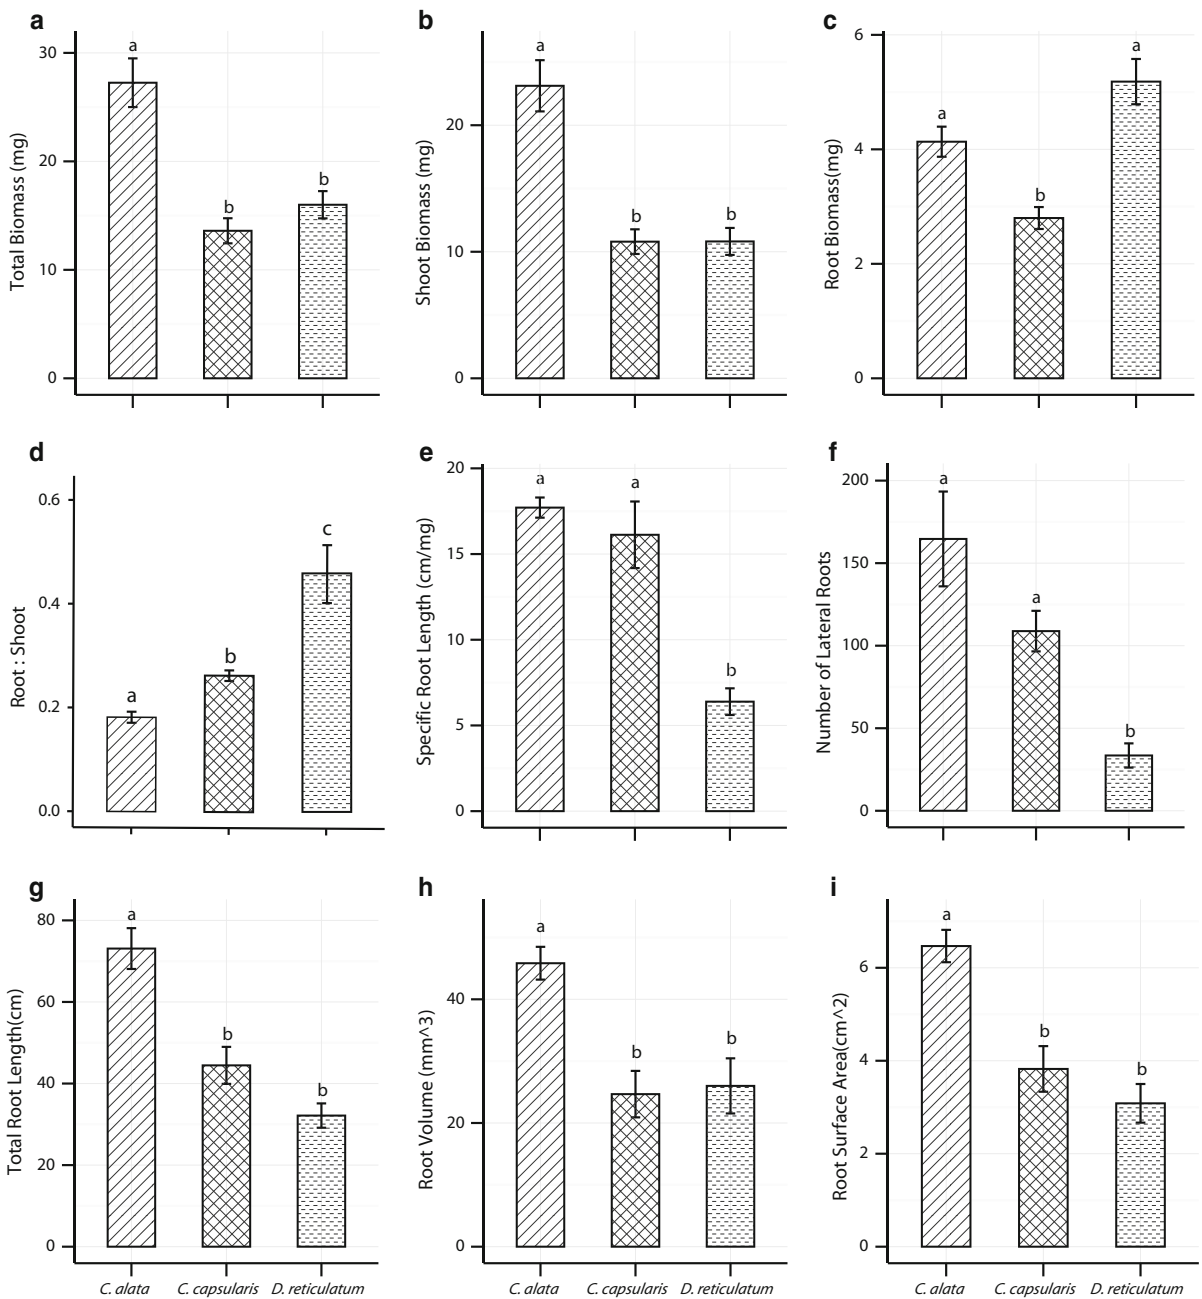 a
Total Biomass (mg)
30
20
10
0
a
b
b
b
Shoot Biomass (mg)
20
10
0
a
b
b
c
Root Biomass(mg)
6
4
2
0
a
b
a
d
Root : Shoot
0.6
0.4
0.2
0.0
a
b
c
e
Specific Root Length (cm/mg)
20
15
10
5
0
a
a
b
f
Number of Lateral Roots
200
150
100
50
0
a
a
b
g
Total Root Length(cm)
80
60
40
20
0
a
b
b
C. alata C. capsularis D. reticulatum
h
Root Volume (mm^3)
40
20
0
a
b
b
C. alata C. capsularis D. reticulatum
i
Root Surface Area(cm^2)
6
4
2
0
a
b
b
C. alata C. capsularis D. reticulatum